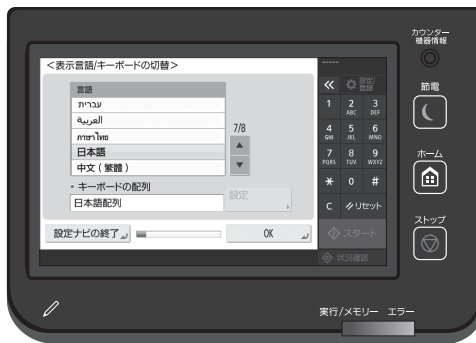 カウンター
機器情報
<表示言語/キーボードの切替>
言語
עברית
العربية
ภาษาไทย
日本語
中文 ( 繁體 )
7/8
キーボードの配列
日本語配列
設定
設定ナビの終了
OK
設定/
登録
1
2
ABC
3
DEF
4
GHI
5
JKL
6
MNO
7
PQRS
8
TUV
9
WXYZ
0
#
C
リセット
スタート
状況確認
節電
ホーム
ストップ
実行/メモリー エラー